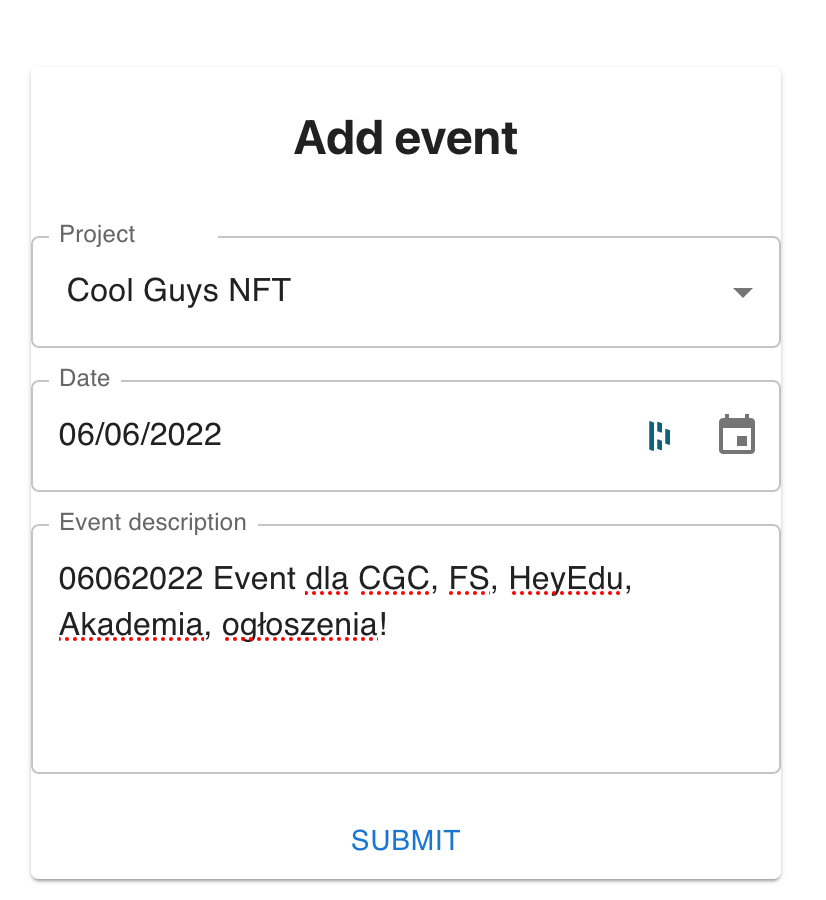 Add event
Project
Cool Guys NFT
Date
06/06/2022
Event description
06062022 Event dla CGC, FS, HeyEdu,
Akademia, ogłoszenia!
SUBMIT